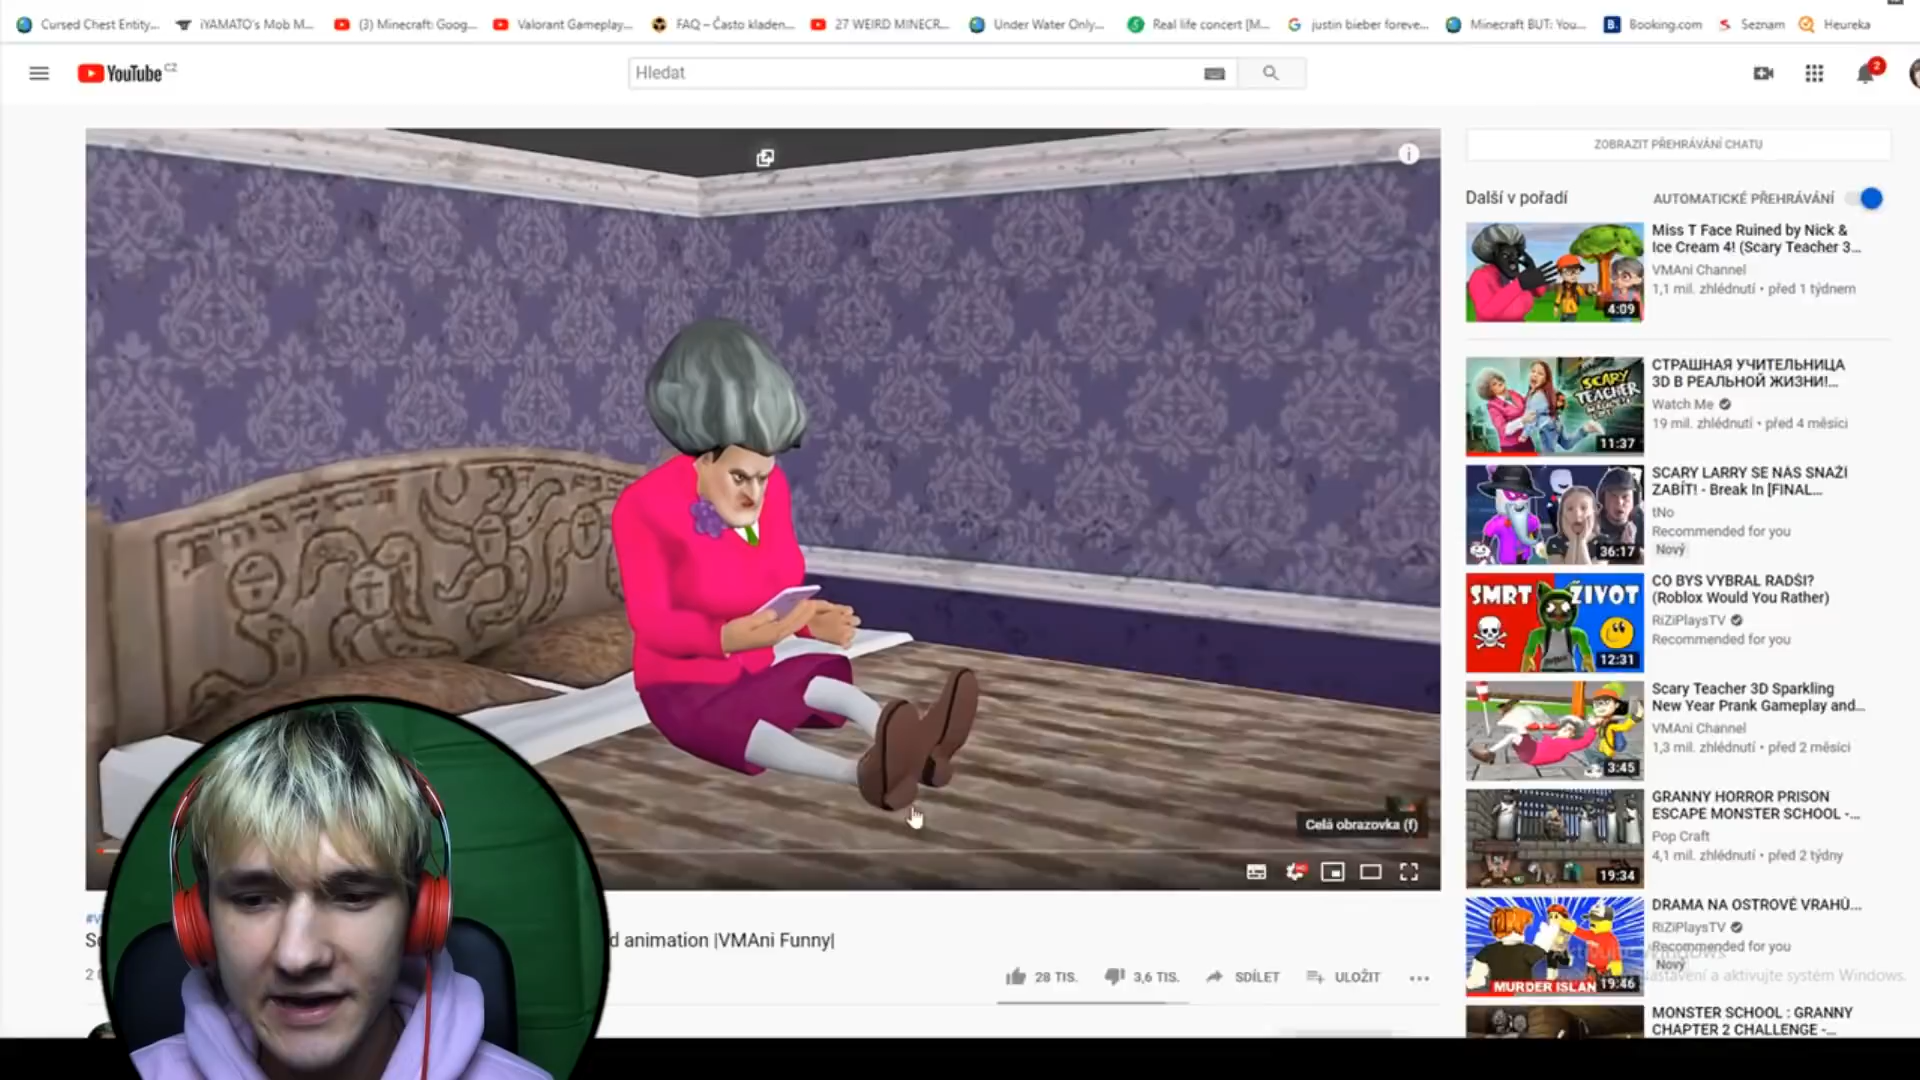 Cursed Chest Entity...
iYAMATO's Mob M...
(3) Minecraft: Goog...
Valorant Gameplay...
FAQ – Často kladen...
27 WEIRD MINECR...
Under Water Only...
Real life concert [M...
justin bieber foreve...
Minecraft BUT: You...
B. Booking.com
Seznam
Heureka
YouTube CZ
Hledat
2
ZOBRAZIT PŘEHRÁVÁNÍ CHATU
Další v pořadí
AUTOMATICKÉ PŘEHRÁVÁNÍ
Miss T Face Ruined by Nick &
Ice Cream 4! (Scary Teacher 3...
VMAni Channel
1,1 mil. zhlédnutí • před 1 týdnem
4:09
СТРАШНАЯ УЧИТЕЛЬНИЦА
3D В РЕАЛЬНОЙ ЖИЗНИ!...
Watch Me
19 mil. zhlédnutí • před 4 měsíci
SCARY
TEACHER
11:37
SCARY LARRY SE NÁS SNAŽÍ
ZABÍT! - Break In [FINAL...
tNo
Recommended for you
Nový
36:17
CO BYS VYBRAL RADŠI?
(Roblox Would You Rather)
RiZiPlaysTV
Recommended for you
SMRT ŽIVOT
12:31
Scary Teacher 3D Sparkling
New Year Prank Gameplay and...
VMAni Channel
1,3 mil. zhlédnutí • před 2 měsíci
3:45
GRANNY HORROR PRISON
ESCAPE MONSTER SCHOOL -...
Pop Craft
4,1 mil. zhlédnutí • před 2 týdny
19:34
DRAMA NA OSTROVĚ VRAHŮ...
RiZiPlaysTV
Recommended for you
Nový
MURDER ISLAN
19:46
Nastavení a aktivujte systém Windows.
MONSTER SCHOOL : GRANNY
CHAPTER 2 CHALLENGE -...
Celá obrazovka (f)
d animation |VMAni Funny|
28 TIS.
3,6 TIS.
SDÍLET
ULOŽIT